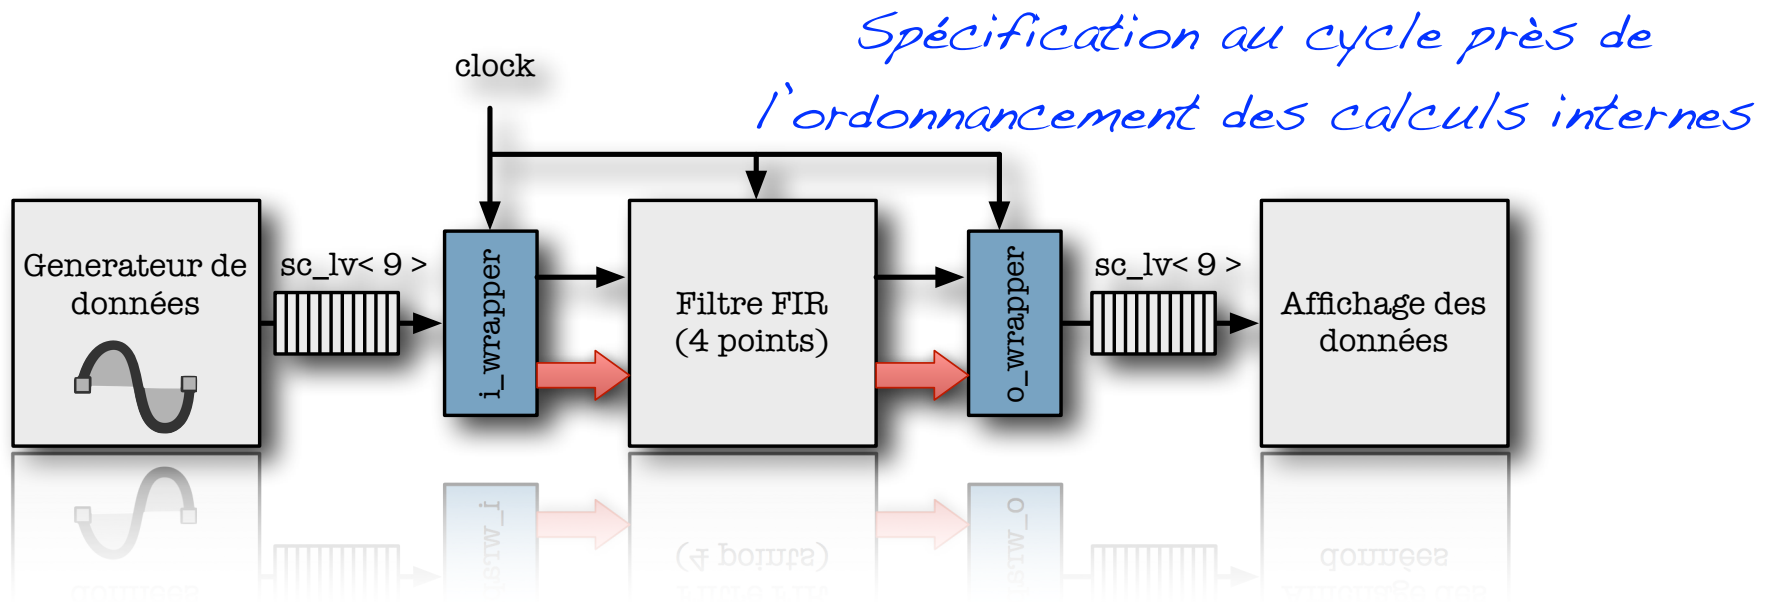 Spécification au cycle près de
l'ordonnancement des calculs internes
clock
Generateur de
données
sc_lv< 9 >
i_wrapper
Filtre FIR
(4 points)
o_wrapper
sc_lv< 9 >
Affichage des
données